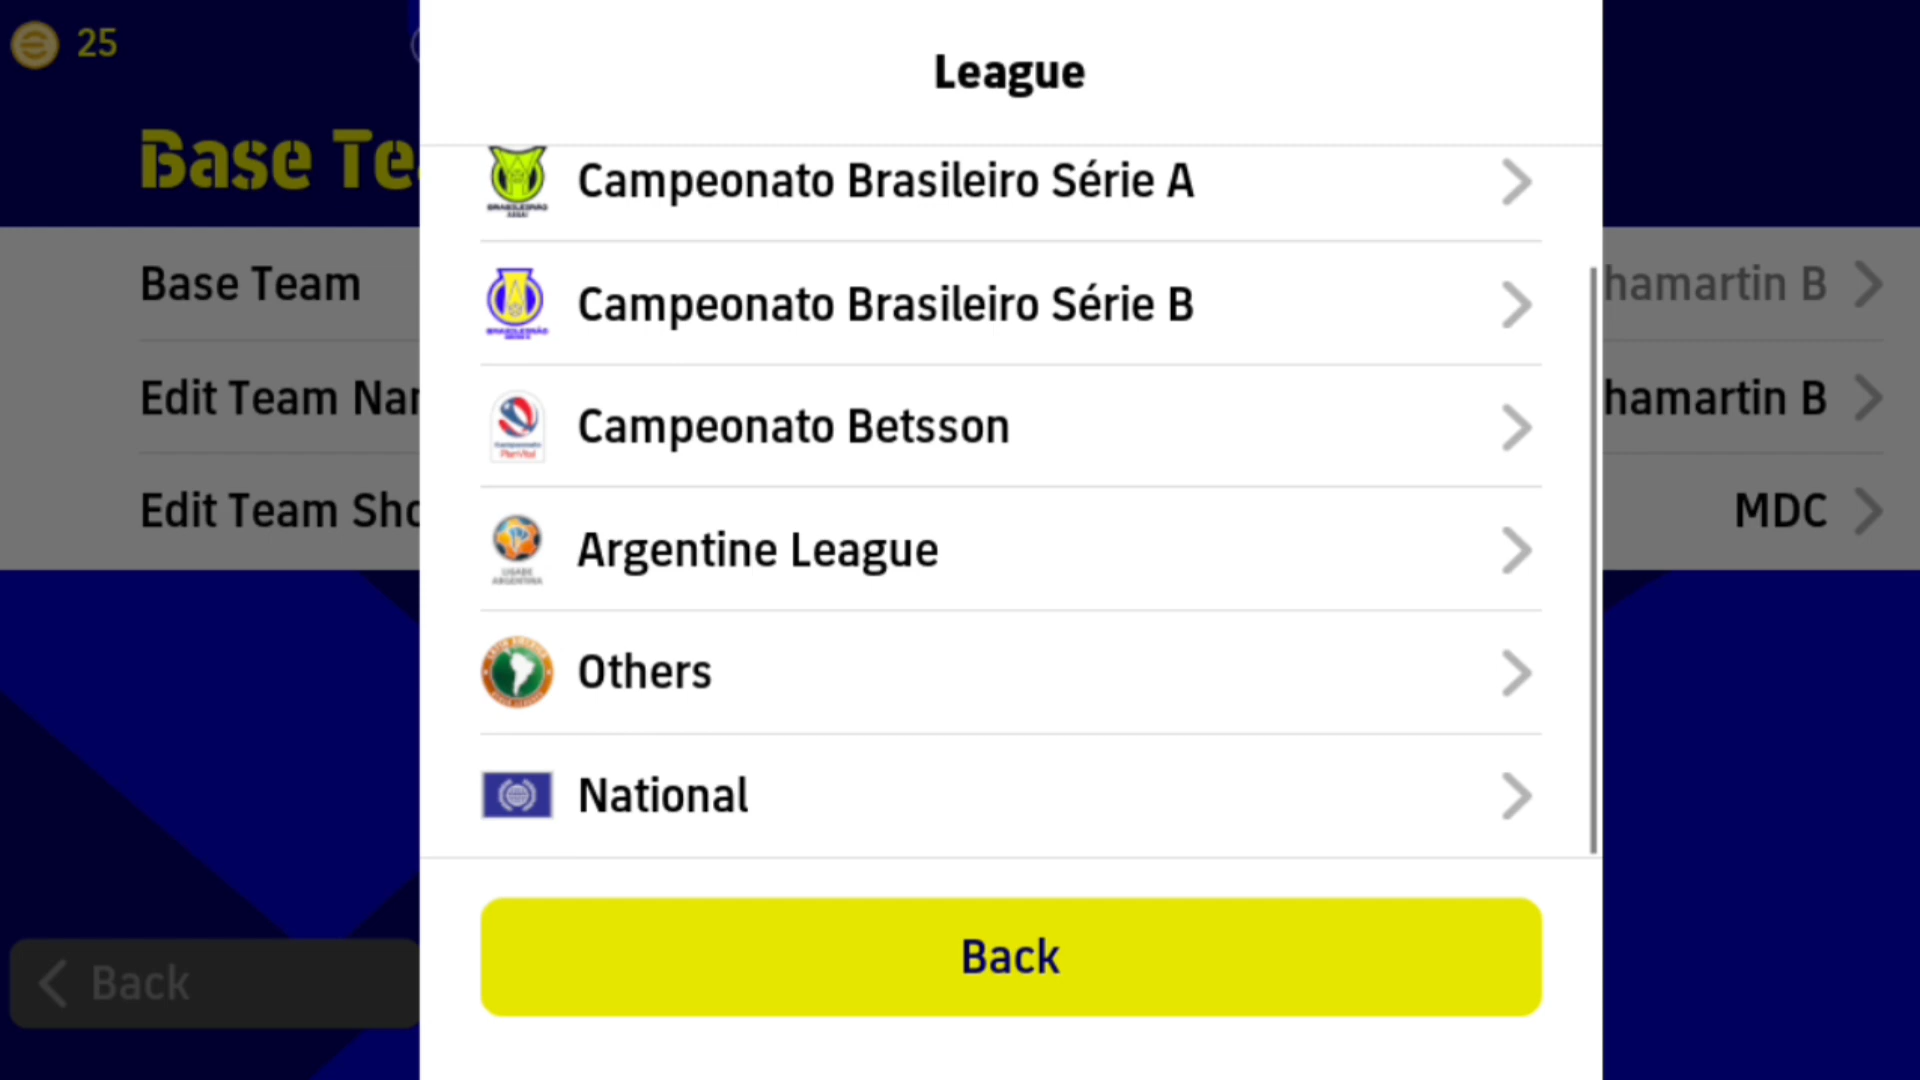 25
League
Base Te
Campeonato Brasileiro Série A
Base Team
hamartin B
Campeonato Brasileiro Série B
Edit Team Nar
hamartin B
Campeonato Betsson
Edit Team Sho
MDC
Argentine League
Others
National
Back
Back